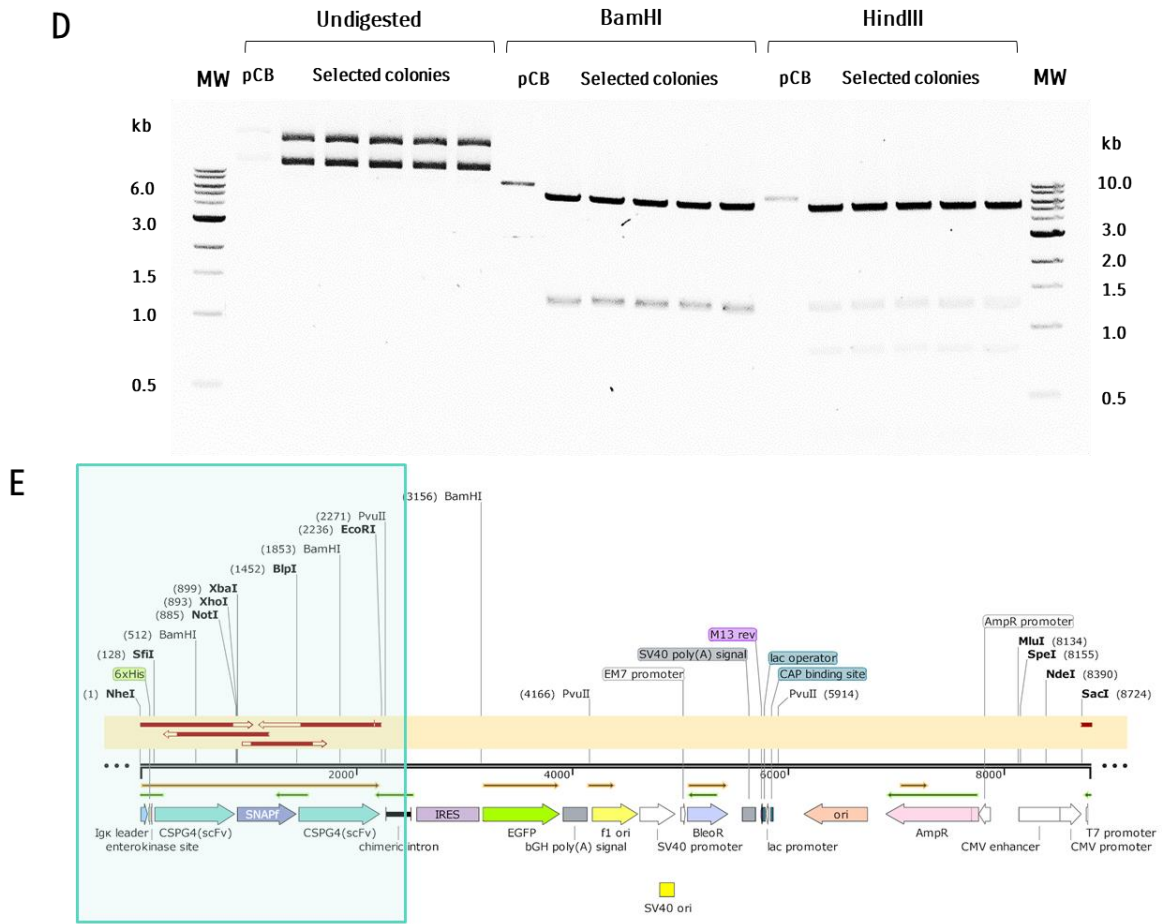 D
Undigested BamHI HindIII
MW pCB Selected colonies pCB Selected colonies pCB Selected colonies MW
kb kb
6.0 10.0
3.0 3.0
2.0
1.5 1.5
1.0 1.0
0.5 0.5
E
(3156) BamHI
(2271) PvuII
(2236) EcoRI
(1853) BamHI
(1452) BlpI
(899) XbaI
(893) XhoI
(885) NotI
(512) BamHI
(128) SfiI
6xHis
(1) NheI
AmpR promoter
M13 rev
MluI (8134)
SV40 poly(A) signal
lac operator
SpeI (8155)
EM7 promoter
CAP binding site
NdeI (8390)
(4166) PvuII
PvuII (5914)
SacI (8724)
2000 4000 6000 8000
SNAPf
IRES
ori
Igκ leader CSPG4(scFv) CSPG4(scFv) EGFP f1 ori BleoR AmpR T7 promoter
enterokinase site chimeric intron bGH poly(A) signal SV40 promoter lac promoter CMV enhancer CMV promoter
SV40 ori